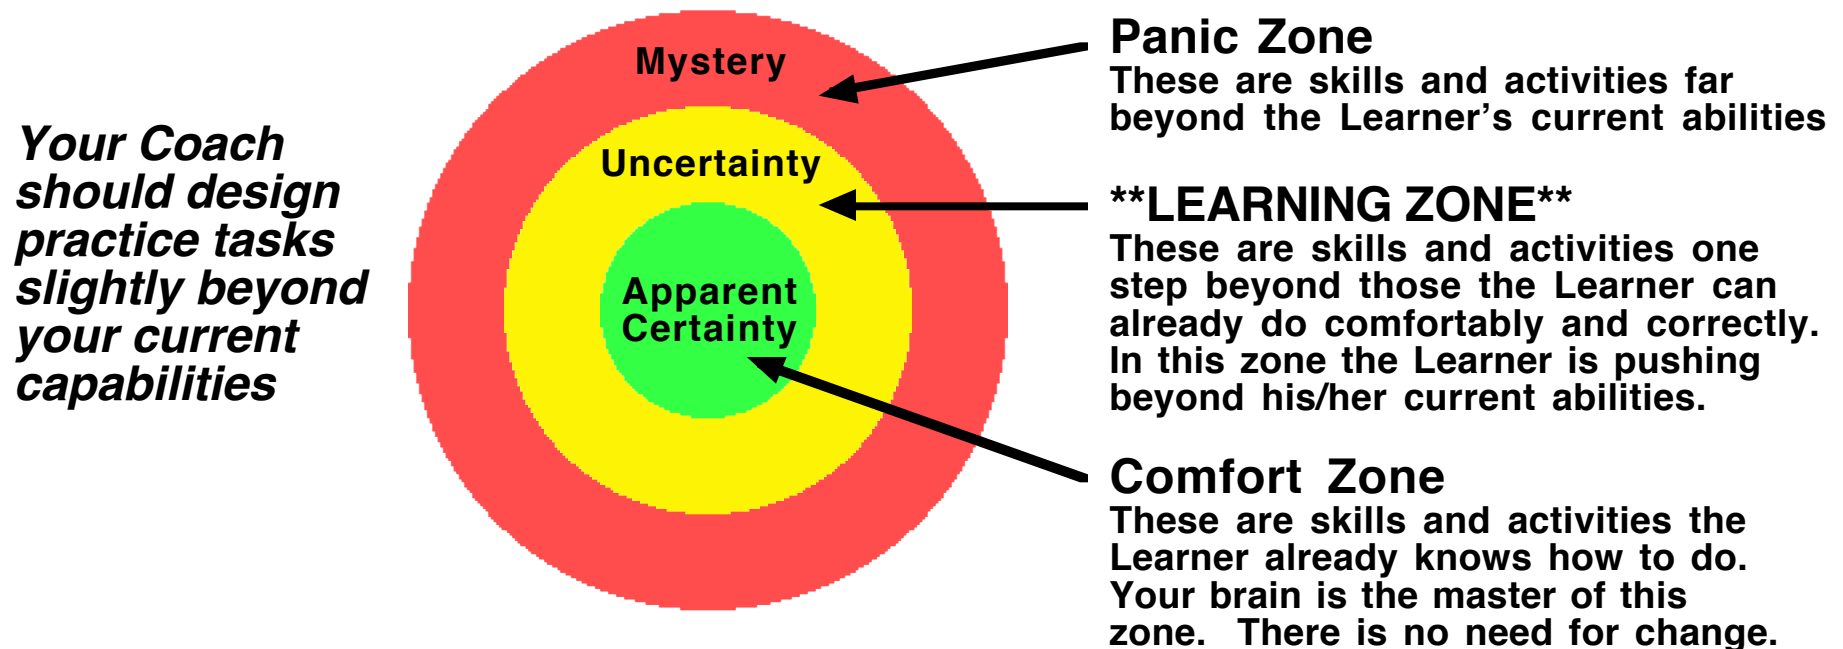 Your Coach
should design
practice tasks
slightly beyond
your current
capabilities
Mystery
Uncertainty
Apparent
Certainty
Panic Zone
These are skills and activities far
beyond the Learner's current abilities
**LEARNING ZONE**
These are skills and activities one
step beyond those the Learner can
already do comfortably and correctly.
In this zone the Learner is pushing
beyond his/her current abilities.
Comfort Zone
These are skills and activities the
Learner already knows how to do.
Your brain is the master of this
zone. There is no need for change.